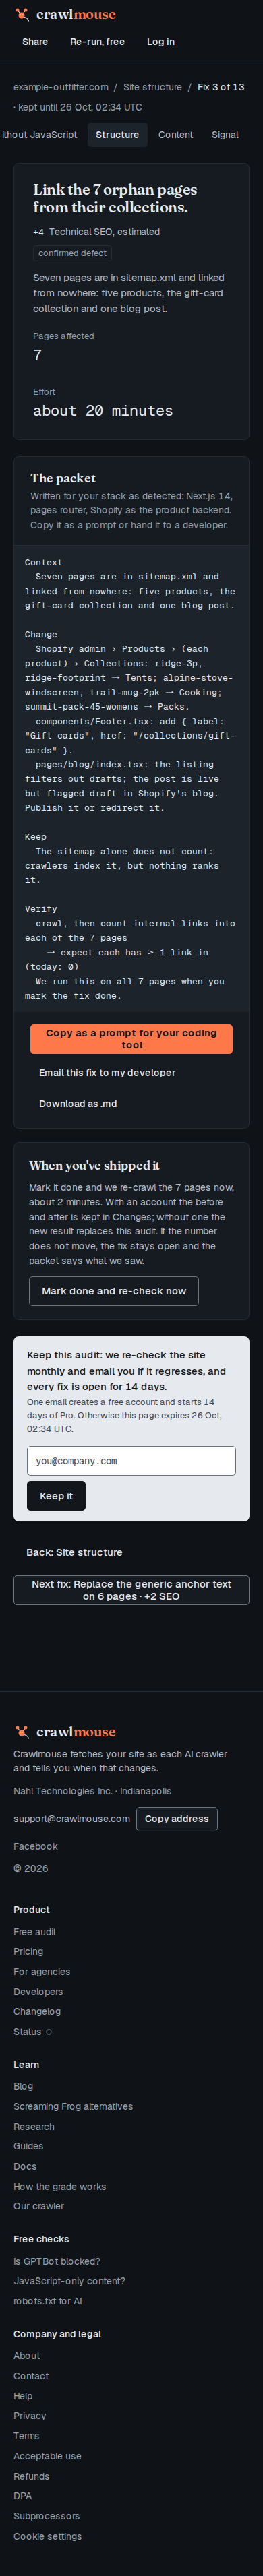 crawlmouse
Share
Re-run, free
Log in
example-outfitter.com / Site structure / Fix 3 of 13
· kept until 26 Oct, 02:34 UTC
ithout JavaScript
Structure
Content
Signal
Link the 7 orphan pages
from their collections.
+4 Technical SEO, estimated
confirmed defect
Seven pages are in sitemap.xml and linked
from nowhere: five products, the gift-card
collection and one blog post.
Pages affected
7
Effort
about 20 minutes
The packet
Written for your stack as detected: Next.js 14,
pages router, Shopify as the product backend.
Copy it as a prompt or hand it to a developer.
Context
Seven pages are in sitemap.xml and
linked from nowhere: five products, the
gift-card collection and one blog post.
Change
Shopify admin › Products › (each
product) › Collections: ridge-3p,
ridge-footprint → Tents; alpine-stove-
windscreen, trail-mug-2pk → Cooking;
summit-pack-45-womens → Packs.
components/Footer.tsx: add { label:
"Gift cards", href: "/collections/gift-
cards" }.
pages/blog/index.tsx: the listing
filters out drafts; the post is live
but flagged draft in Shopify's blog.
Publish it or redirect it.
Keep
The sitemap alone does not count:
crawlers index it, but nothing ranks
it.
Verify
crawl, then count internal links into
each of the 7 pages
→ expect each has ≥ 1 link in
(today: 0)
We run this on all 7 pages when you
mark the fix done.
Copy as a prompt for your coding
tool
Email this fix to my developer
Download as .md
When you've shipped it
Mark it done and we re-crawl the 7 pages now,
about 2 minutes. With an account the before
and after is kept in Changes; without one the
new result replaces this audit. If the number
does not move, the fix stays open and the
packet says what we saw.
Mark done and re-check now
Keep this audit: we re-check the site
monthly and email you if it regresses, and
every fix is open for 14 days.
One email creates a free account and starts 14
days of Pro. Otherwise this page expires 26 Oct,
02:34 UTC.
you@company.com
Keep it
Back: Site structure
Next fix: Replace the generic anchor text
on 6 pages · +2 SEO
crawlmouse
Crawlmouse fetches your site as each AI crawler
and tells you when that changes.
Nahl Technologies Inc. · Indianapolis
support@crawlmouse.com
Copy address
Facebook
© 2026
Product
Free audit
Pricing
For agencies
Developers
Changelog
Status
Learn
Blog
Screaming Frog alternatives
Research
Guides
Docs
How the grade works
Our crawler
Free checks
Is GPTBot blocked?
JavaScript-only content?
robots.txt for AI
Company and legal
About
Contact
Help
Privacy
Terms
Acceptable use
Refunds
DPA
Subprocessors
Cookie settings